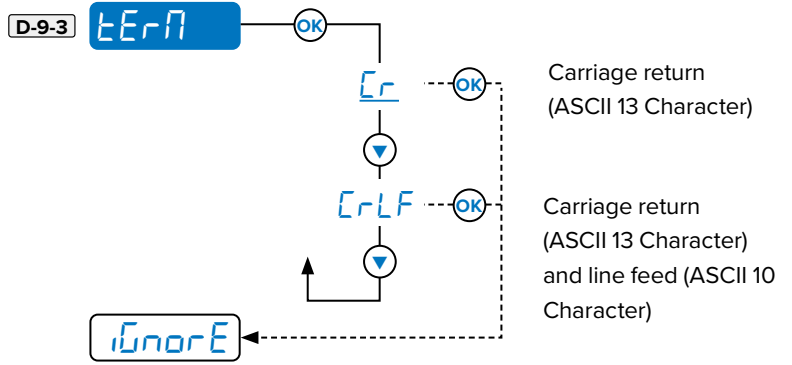 D-9-3
tErM
OK
Cr
OK
Carriage return
(ASCII 13 Character)
CrLF
OK
Carriage return
(ASCII 13 Character)
and line feed (ASCII 10
Character)
iGnorE